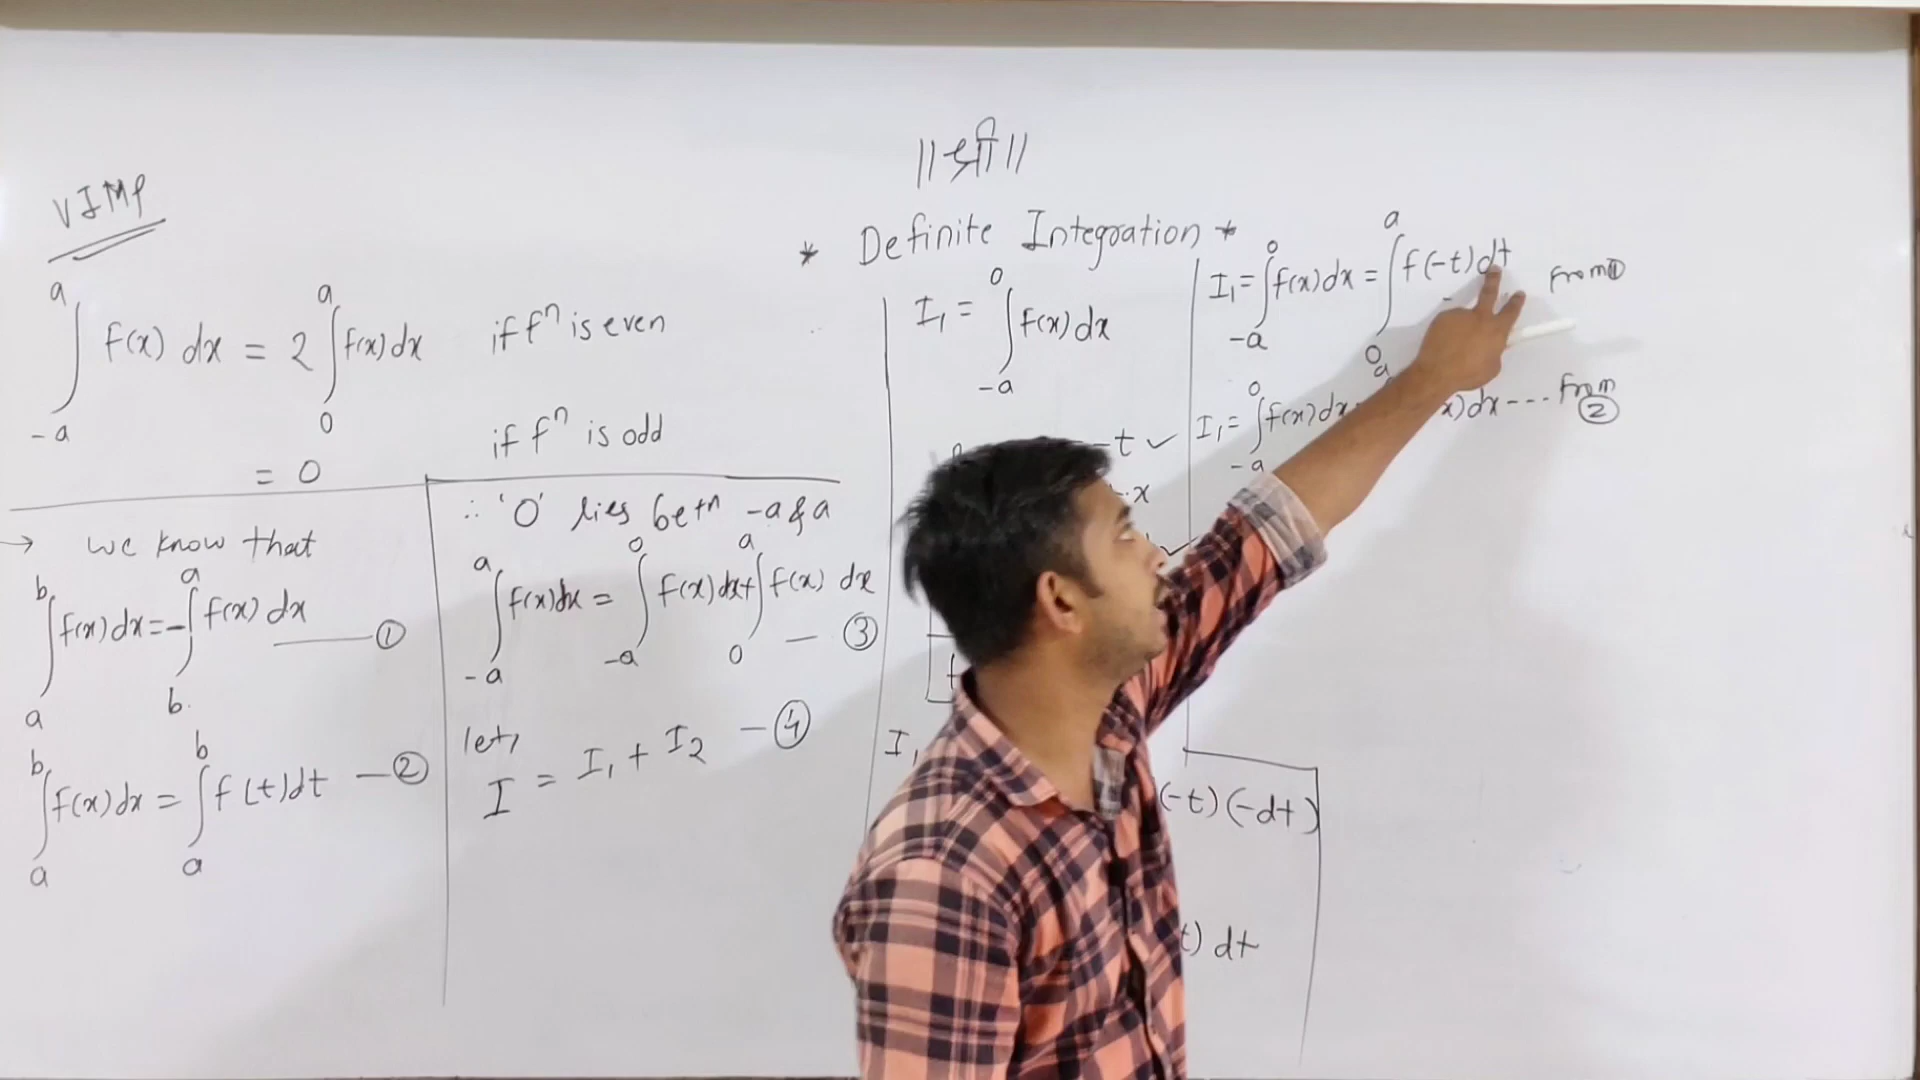 ||श्री||
VIMP
* Definite Integration *
∫_{-a}^{a} f(x) dx = 2 ∫_{0}^{a} f(x) dx if fⁿ is even
= 0 if fⁿ is odd
→ we know that
∫_{a}^{b} f(x) dx = - ∫_{b}^{a} f(x) dx — ①
∫_{a}^{b} f(x) dx = ∫_{a}^{b} f(t) dt — ②
∴ '0' lies betⁿ -a & a
∫_{-a}^{a} f(x) dx = ∫_{-a}^{0} f(x) dx + ∫_{0}^{a} f(x) dx — ③
let,
I = I₁ + I₂ — ④
I₁ = ∫_{-a}^{0} f(x) dx
-t ✓
x
I
(-t) (-dt)
t) dt
I₁ = ∫_{-a}^{0} f(x) dx = ∫_{0}^{a} f(-t) dt from ①
I₁ = ∫_{-a}^{0} f(x) dx x) dx --- from ②